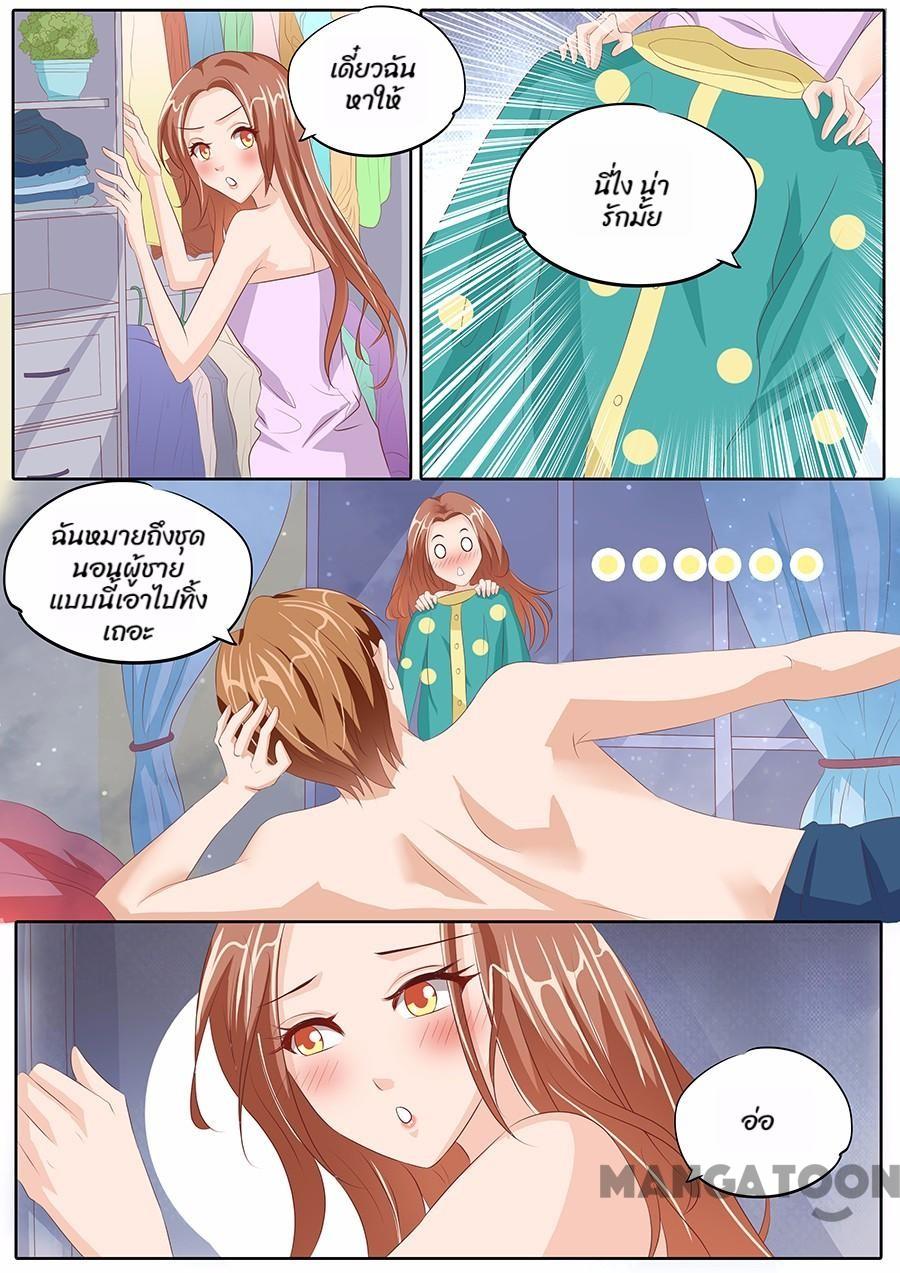 เดี๋ยวฉัน
หาให้
นี่ไง น่า
รักมั้ย
ฉันหมายถึงชุด
นอนผู้ชาย
แบบนี้เอาไปทิ้ง
เถอะ
อ่อ
MANGATOON